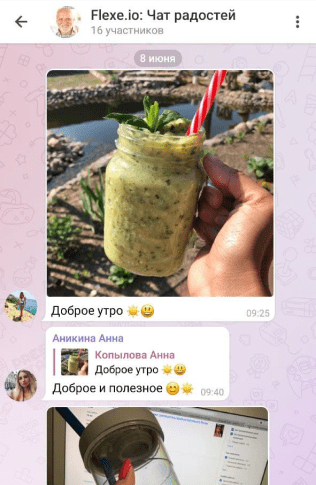 Flexe.io: Чат радостей
16 участников
8 июня
Доброе утро ☀️😃
09:25
Аникина Анна
Копылова Анна
Доброе утро ☀️😃
Доброе и полезное 😊☀️
09:40